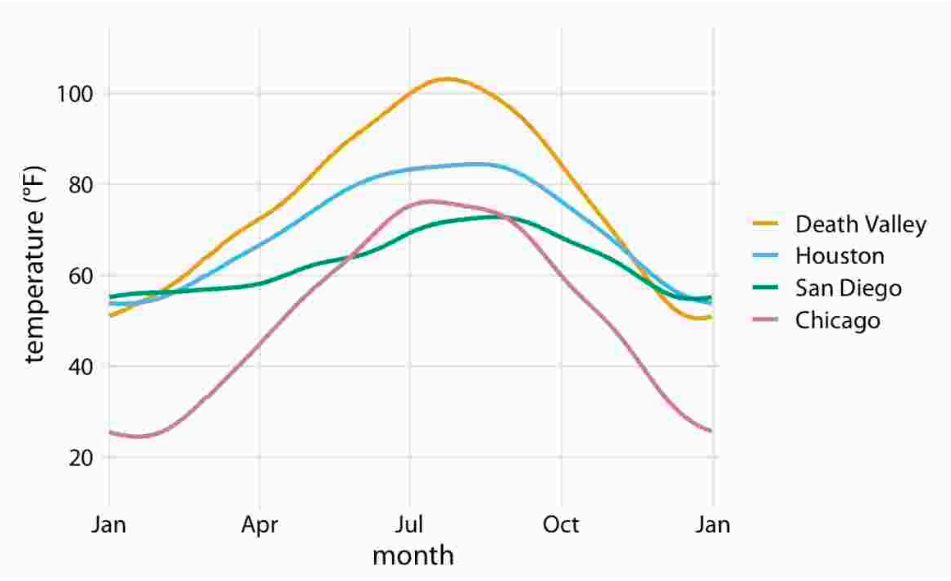 100
80
60
40
20
temperature (°F)
Jan Apr Jul Oct Jan
month
Death Valley
Houston
San Diego
Chicago